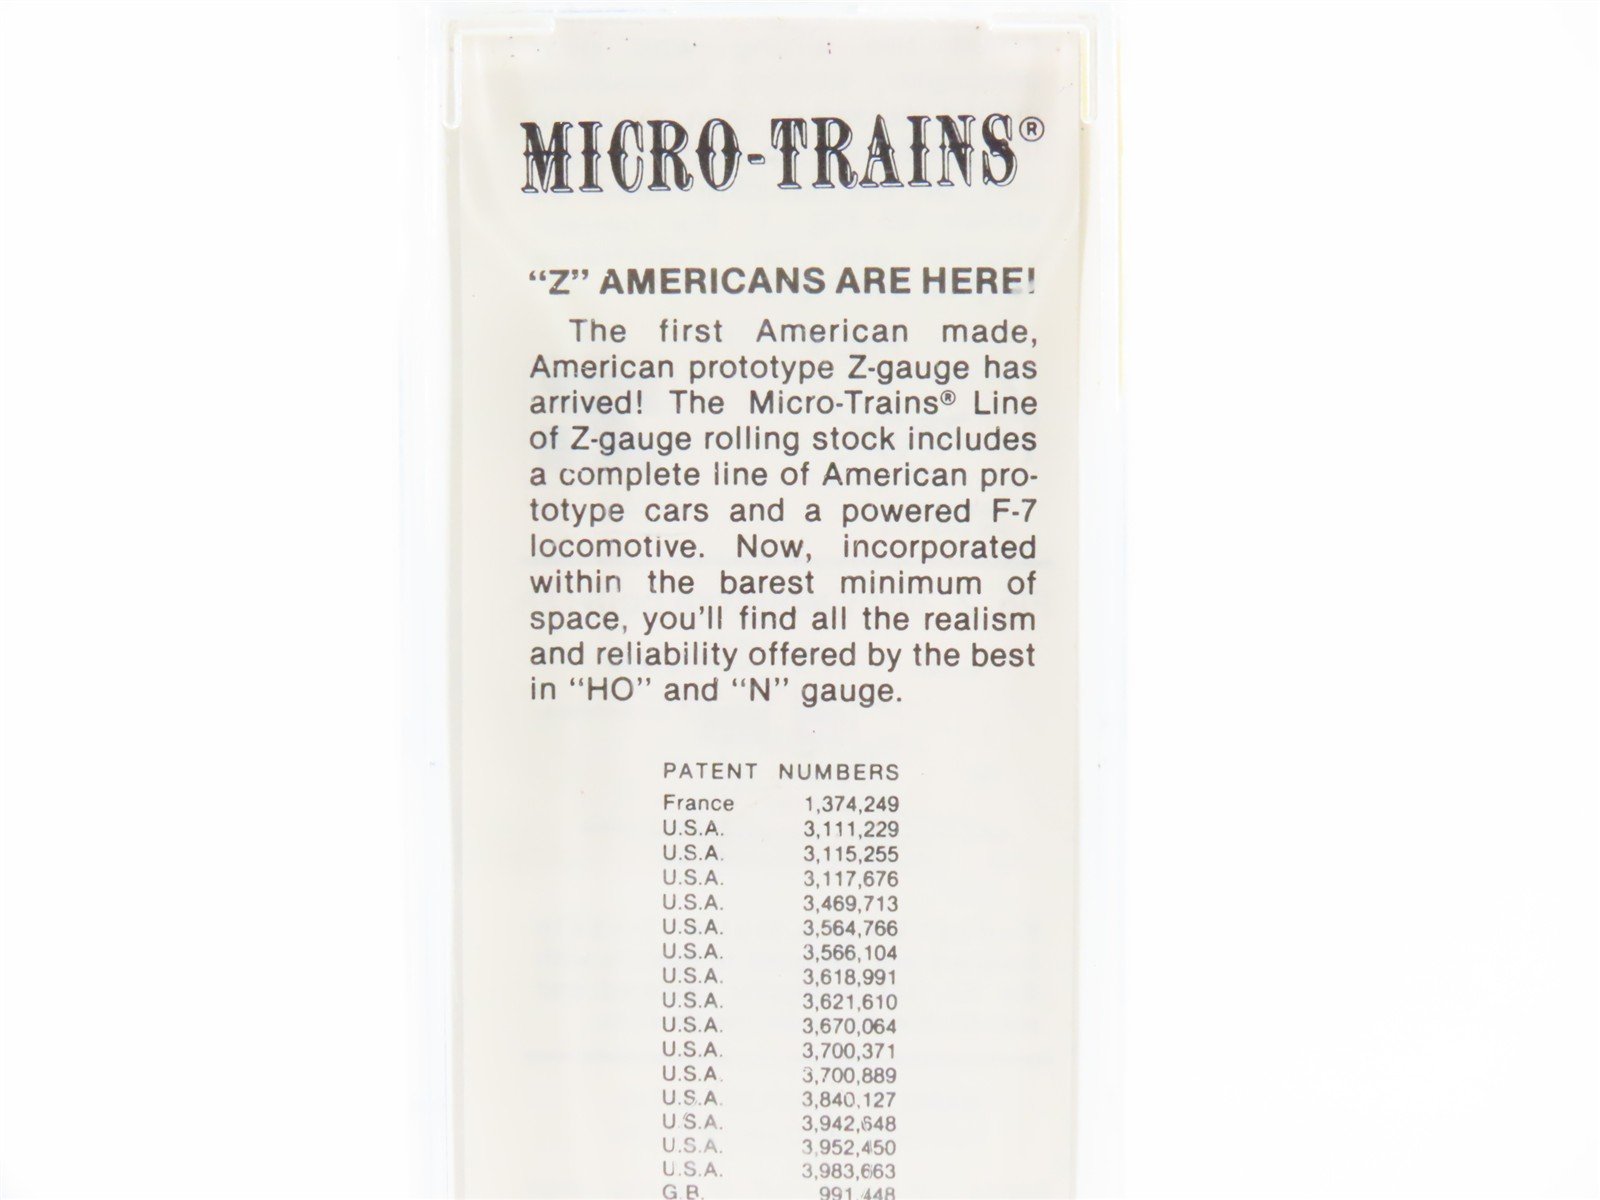 MICRO-TRAINS®
“Z” AMERICANS ARE HERE!
The first American made,
American prototype Z-gauge has
arrived! The Micro-Trains® Line
of Z-gauge rolling stock includes
a complete line of American pro-
totype cars and a powered F-7
locomotive. Now, incorporated
within the barest minimum of
space, you’ll find all the realism
and reliability offered by the best
in “HO” and “N” gauge.
PATENT NUMBERS
France 1,374,249
U.S.A. 3,111,229
U.S.A. 3,115,255
U.S.A. 3,117,676
U.S.A. 3,469,713
U.S.A. 3,564,766
U.S.A. 3,566,104
U.S.A. 3,618,991
U.S.A. 3,621,610
U.S.A. 3,670,064
U.S.A. 3,700,371
U.S.A. 3,700,889
U.S.A. 3,840,127
U.S.A. 3,942,648
U.S.A. 3,952,450
U.S.A. 3,983,663
G.B. 991,448